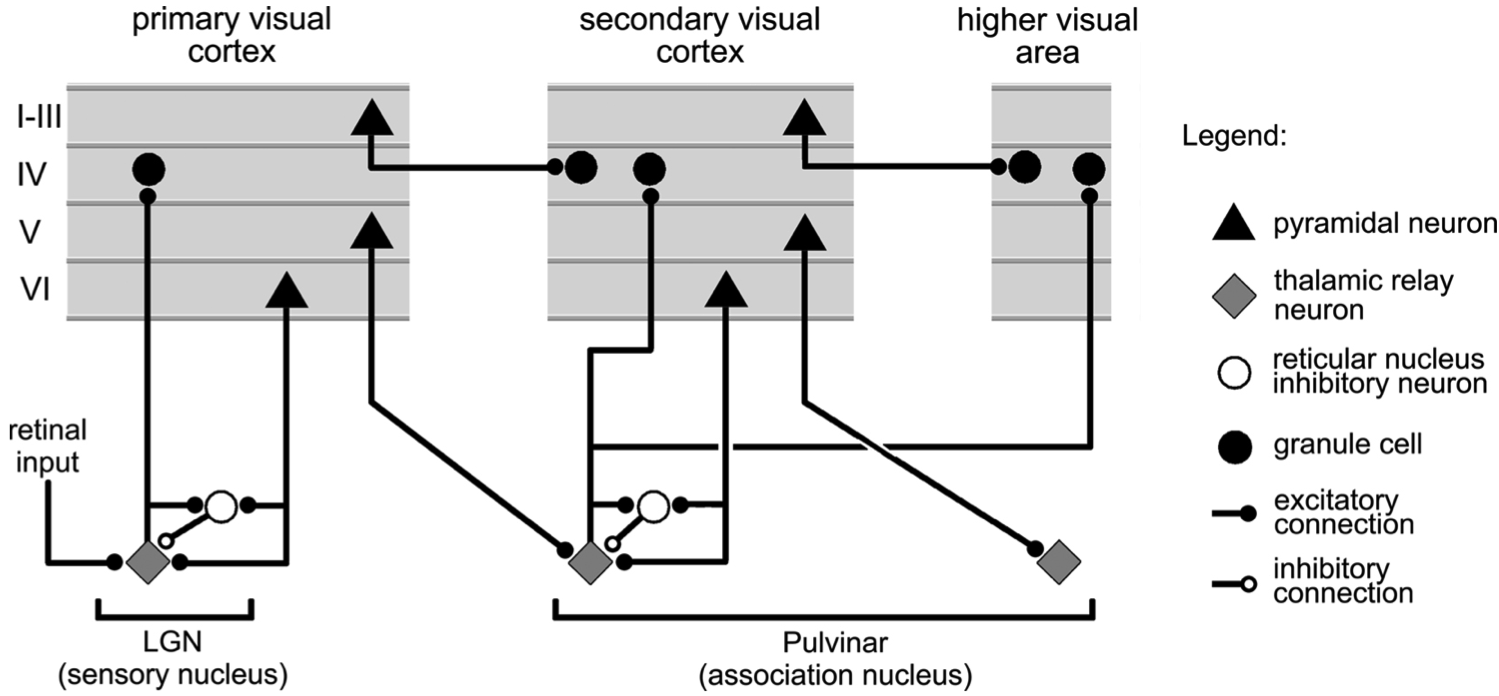 primary visual
cortex
secondary visual
cortex
higher visual
area
I-III
IV
V
VI
retinal
input
LGN
(sensory nucleus)
Pulvinar
(association nucleus)
Legend:
pyramidal neuron
thalamic relay
neuron
reticular nucleus
inhibitory neuron
granule cell
excitatory
connection
inhibitory
connection